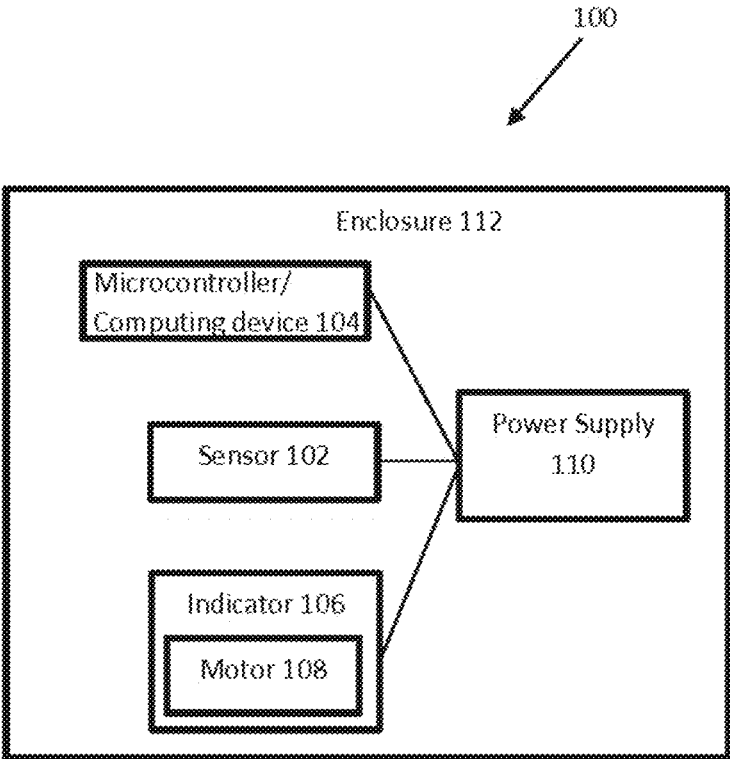 100
Enclosure 112
Microcontroller/
Computing device 104
Sensor 102
Power Supply
110
Indicator 106
Motor 108